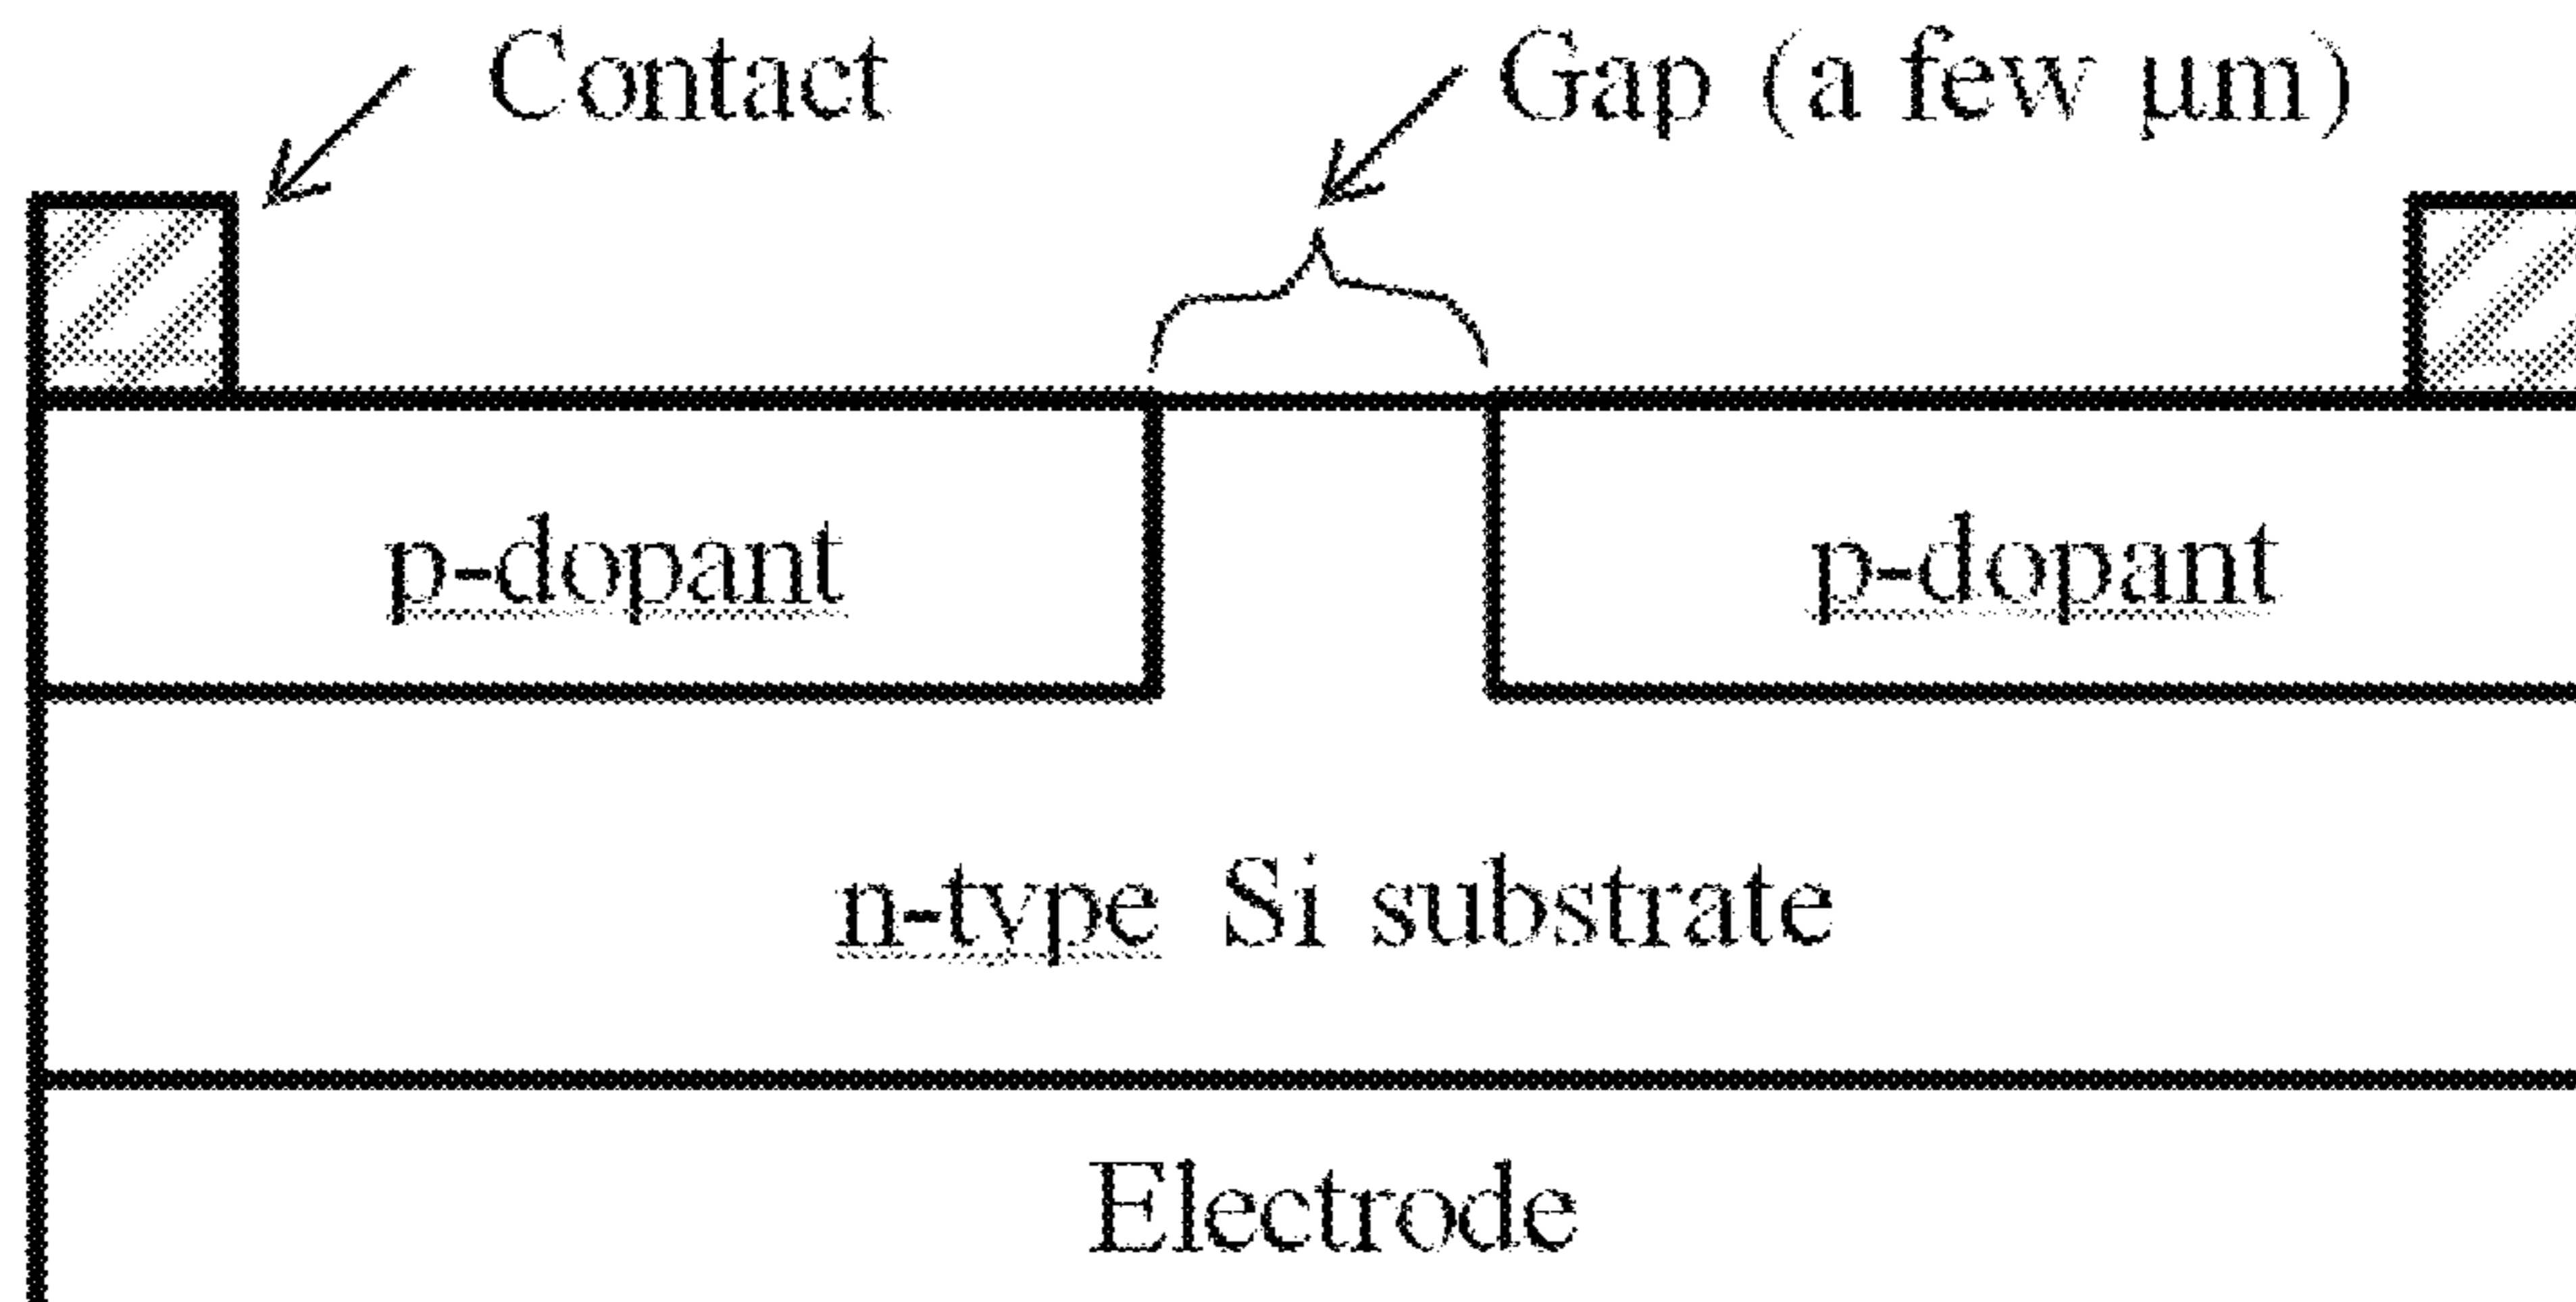 Contact
Gap (a few µm)
p-dopant
p-dopant
n-type Si substrate
Electrode